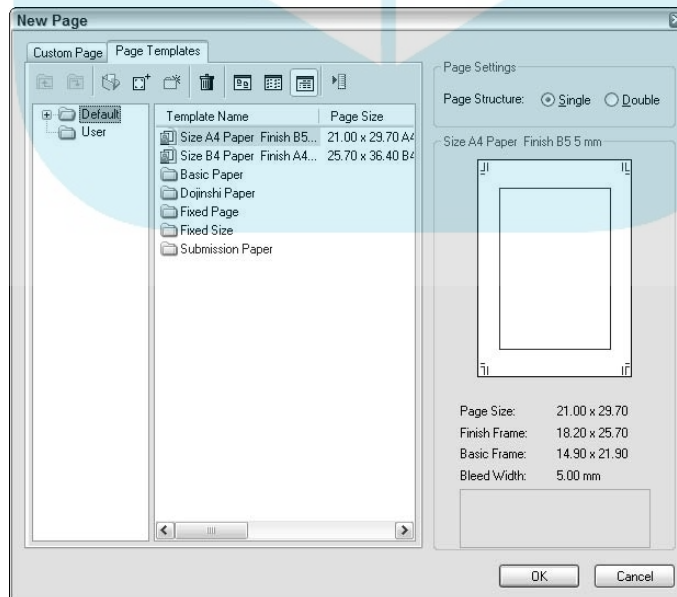 New Page
Custom Page Page Templates
Default
User
Template Name Page Size
Size A4 Paper Finish B5... 21.00 x 29.70 A4
Size B4 Paper Finish A4... 25.70 x 36.40 B4
Basic Paper
Dojinshi Paper
Fixed Page
Fixed Size
Submission Paper
Page Settings
Page Structure: Single Double
Size A4 Paper Finish B5 5 mm
Page Size: 21.00 x 29.70
Finish Frame: 18.20 x 25.70
Basic Frame: 14.90 x 21.90
Bleed Width: 5.00 mm
OK Cancel